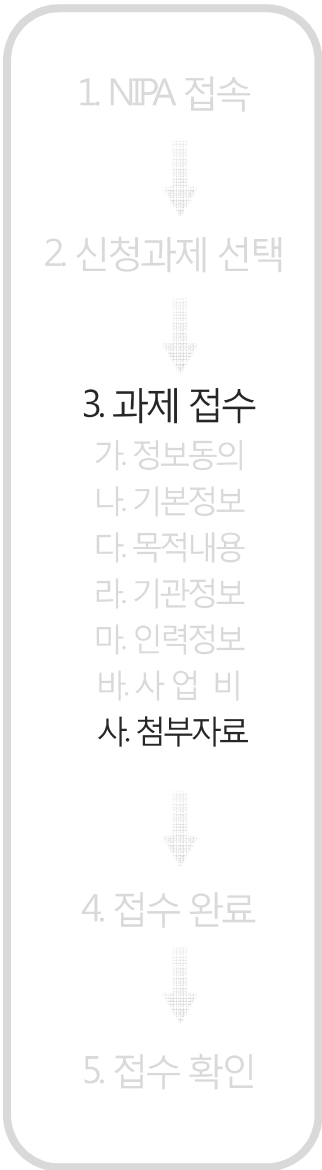 1. NIPA 접속
2. 신청과제 선택
3. 과제 접수
가. 정보동의
나. 기본정보
다. 목적내용
라. 기관정보
마. 인력정보
바. 사 업 비
사. 첨부자료
4. 접수 완료
5. 접수 확인